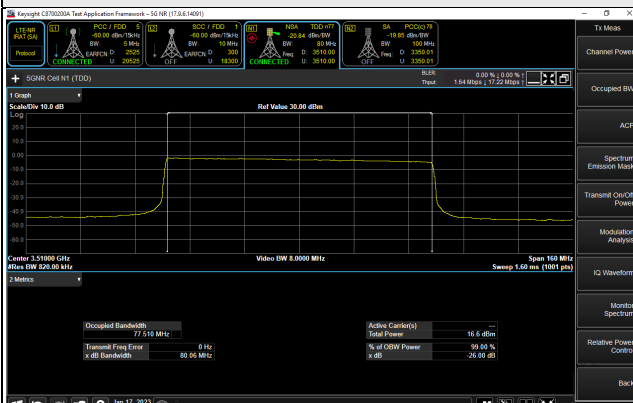 Keysight C8700200A Test Application Framework – 5G NR (17.9.6.14091)
LTE-NR
IRAT (SA)
Protocol
L1 PCC / FDD 5
-60.00 dBm/15kHz
BW: 5 MHz
EARFCN: D: 2525
CONNECTED U: 20525
L2 SCC / FDD 1
-60.00 dBm/15kHz
BW: 10 MHz
EARFCN: D: 300
OFF U: 18300
N1 NSA TDD n77
-20.84 dBm/BW
BW: 80 MHz
Freq: D: 3510.00
CONNECTED U: 3510.00
N2 SA PCC(c) 78
-19.85 dBm/BW
BW: 100 MHz
Freq: D: 3350.01
OFF U: 3350.01
+ 5GNR Cell N1 (TDD)
BLER: 0.00 % ↓ 0.00 % ↑
Thput: 1.64 Mbps ↓ 17.22 Mbps ↑
1 Graph
Scale/Div 10.0 dB
Ref Value 30.00 dBm
Log
20.0
10.0
0.00
-10.0
-20.0
-30.0
-40.0
-50.0
-60.0
Center 3.51000 GHz
Video BW 8.0000 MHz
Span 160 MHz
#Res BW 820.00 kHz
Sweep 1.60 ms (1001 pts)
2 Metrics
Occupied Bandwidth
77.510 MHz
Transmit Freq Error 0 Hz
x dB Bandwidth 80.06 MHz
Active Carrier(s) ---
Total Power 16.6 dBm
% of OBW Power 99.00 %
x dB -26.00 dB
Tx Meas
Channel Power
Occupied BW
ACP
Spectrum
Emission Mask
Transmit On/Off
Power
Modulation
Analysis
IQ Waveform
Monitor
Spectrum
Relative Power
Control
Back
Jan 17, 2023